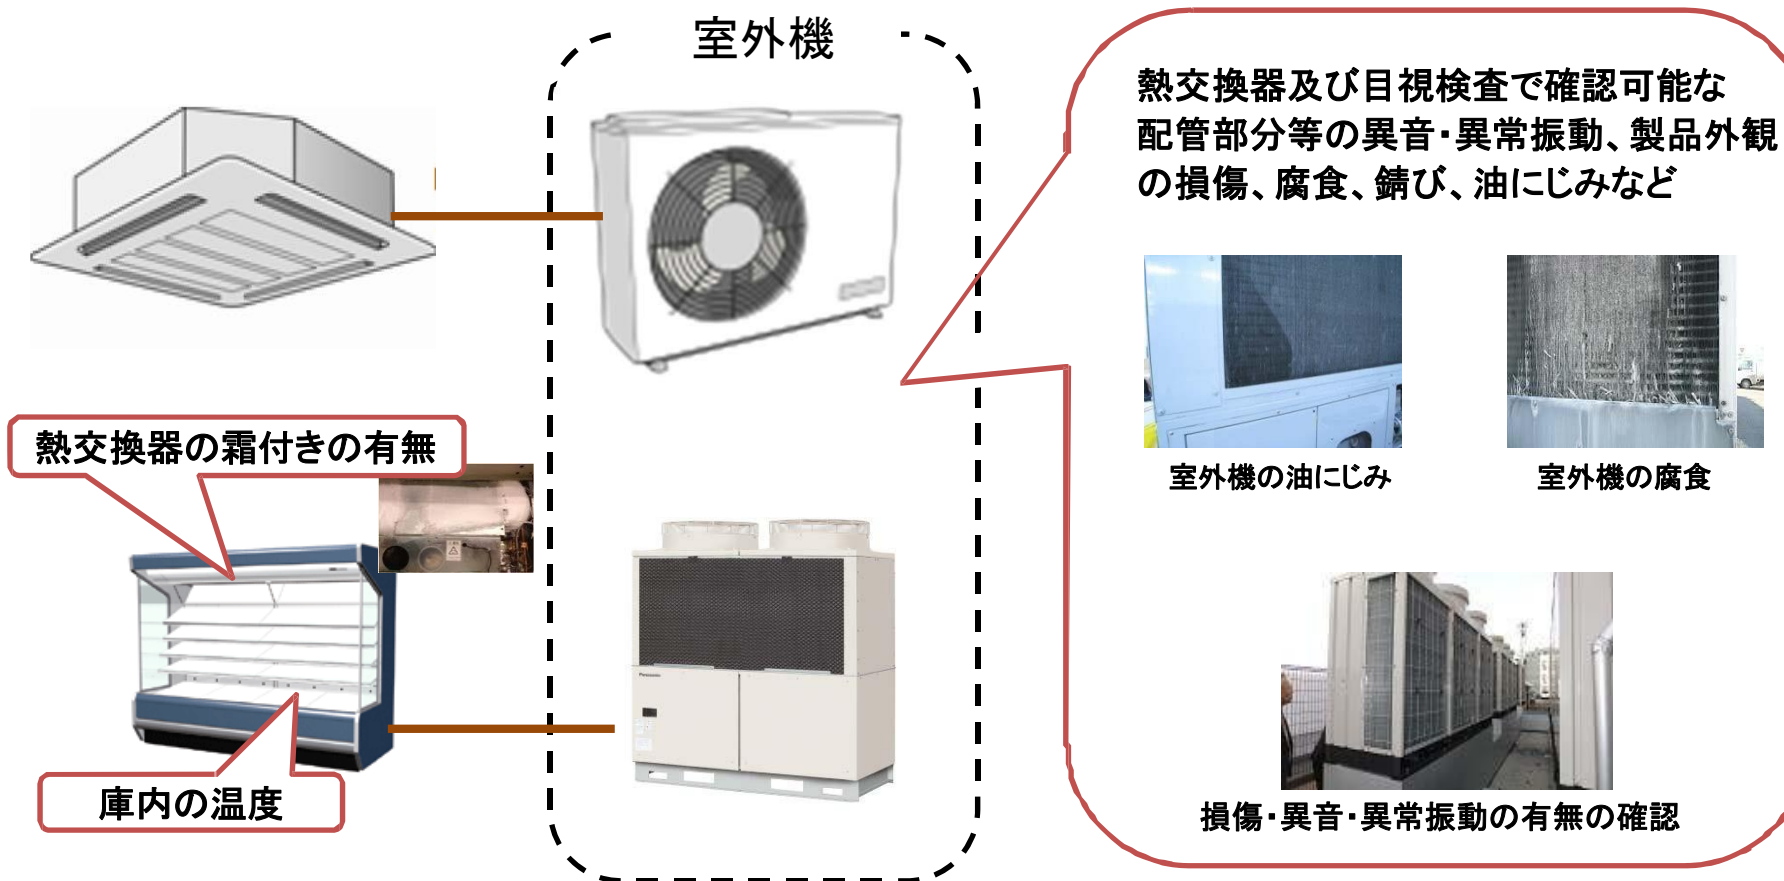 室外機
熱交換器及び目視検査で確認可能な
配管部分等の異音・異常振動、製品外観
の損傷、腐食、錆び、油にじみなど
熱交換器の霜付きの有無
室外機の油にじみ
室外機の腐食
Panasonic
庫内の温度
損傷・異音・異常振動の有無の確認